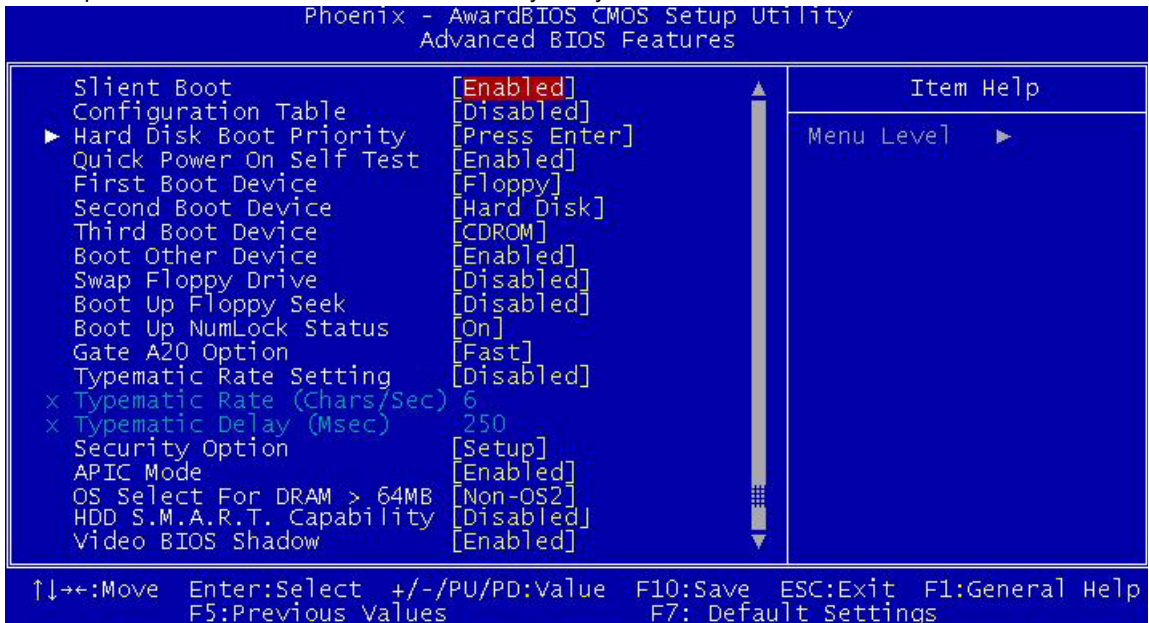 Phoenix - AwardBIOS CMOS Setup Utility
Advanced BIOS Features
Slient Boot [Enabled]
Configuration Table [Disabled]
► Hard Disk Boot Priority [Press Enter]
Quick Power On Self Test [Enabled]
First Boot Device [Floppy]
Second Boot Device [Hard Disk]
Third Boot Device [CDROM]
Boot Other Device [Enabled]
Swap Floppy Drive [Disabled]
Boot Up Floppy Seek [Disabled]
Boot Up NumLock Status [On]
Gate A20 Option [Fast]
Typematic Rate Setting [Disabled]
x Typematic Rate (Chars/Sec) 6
x Typematic Delay (Msec) 250
Security Option [Setup]
APIC Mode [Enabled]
OS Select For DRAM > 64MB [Non-OS2]
HDD S.M.A.R.T. Capability [Disabled]
Video BIOS Shadow [Enabled]
Item Help
Menu Level ►
↑↓→←:Move Enter:Select +/-/PU/PD:Value F10:Save ESC:Exit F1:General Help
F5:Previous Values F7: Default Settings